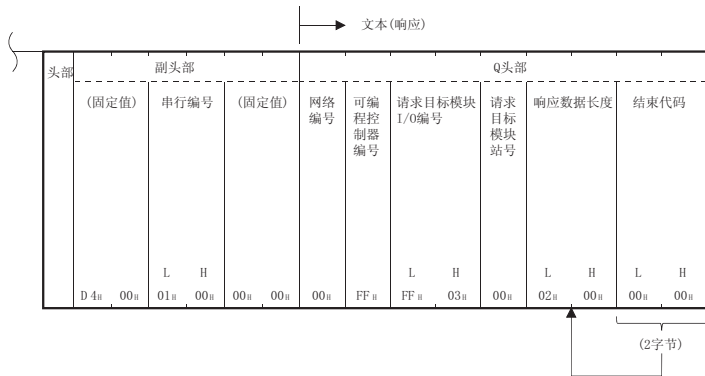 文本(响应)
头部
副头部
Q头部
(固定值)
串行编号
(固定值)
网络
编号
可编
程控
制器
编号
请求目标模块
I/O编号
请求
目标
模块
站号
响应数据长度
结束代码
L H
L H
L H
L H
D4H 00H
01H 00H
00H 00H
00H
FFH
FFH 03H
00H
02H 00H
00H 00H
(2字节)